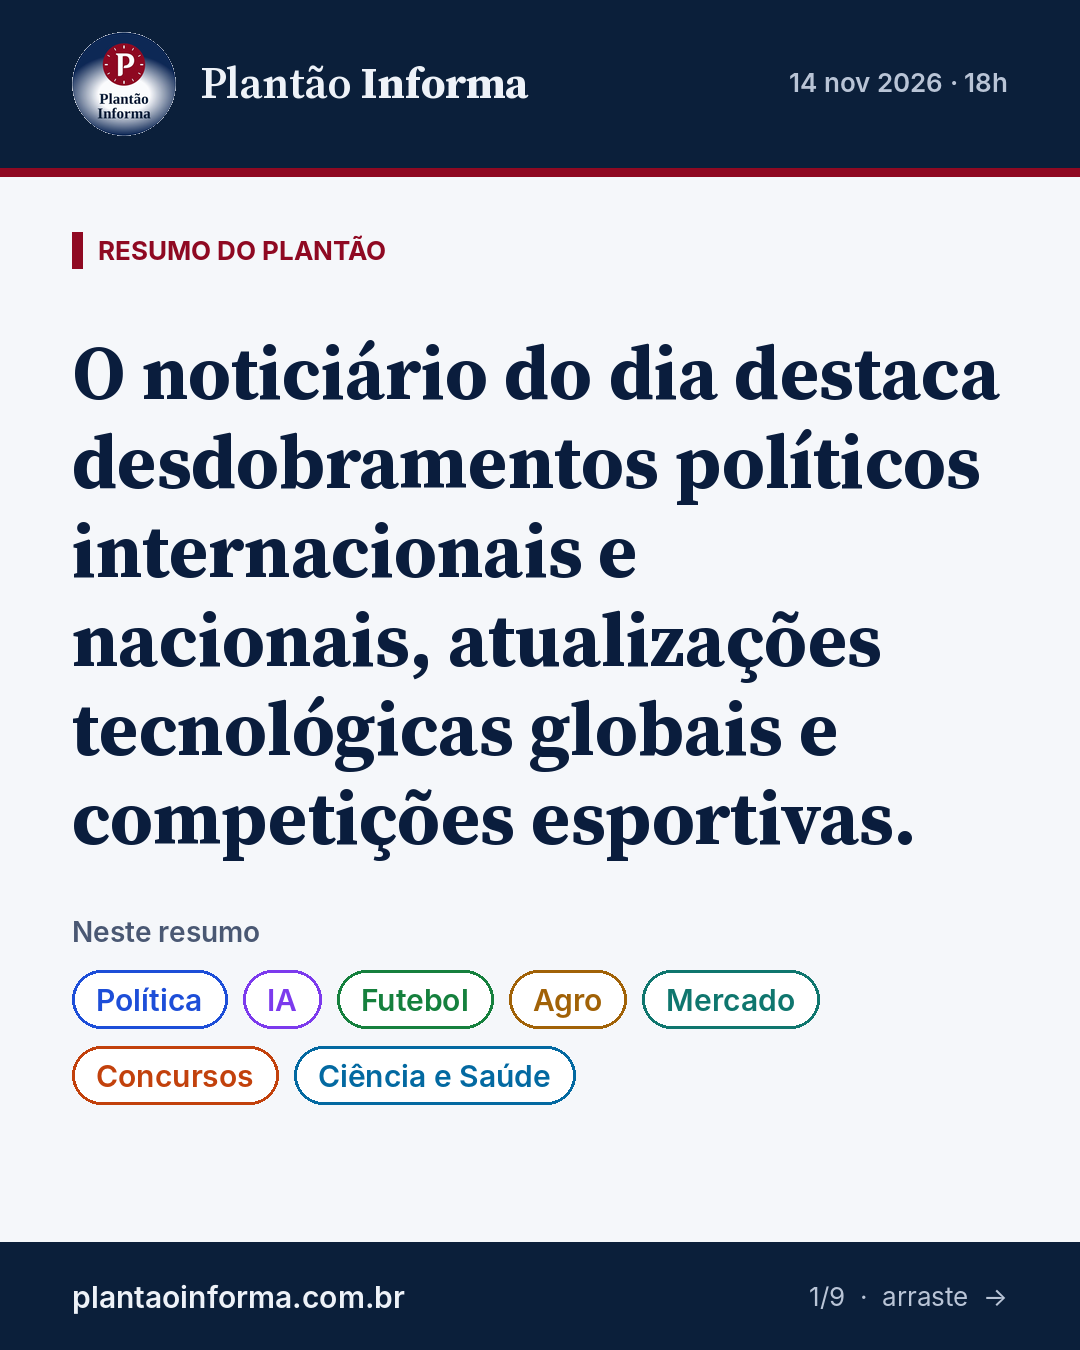 P
Plantão
Informa
Plantão Informa
14 nov 2026 · 18h
RESUMO DO PLANTÃO
O noticiário do dia destaca
desdobramentos políticos
internacionais e
nacionais, atualizações
tecnológicas globais e
competições esportivas.
Neste resumo
Política IA Futebol Agro Mercado
Concursos Ciência e Saúde
plantaoinforma.com.br
1/9 · arraste →